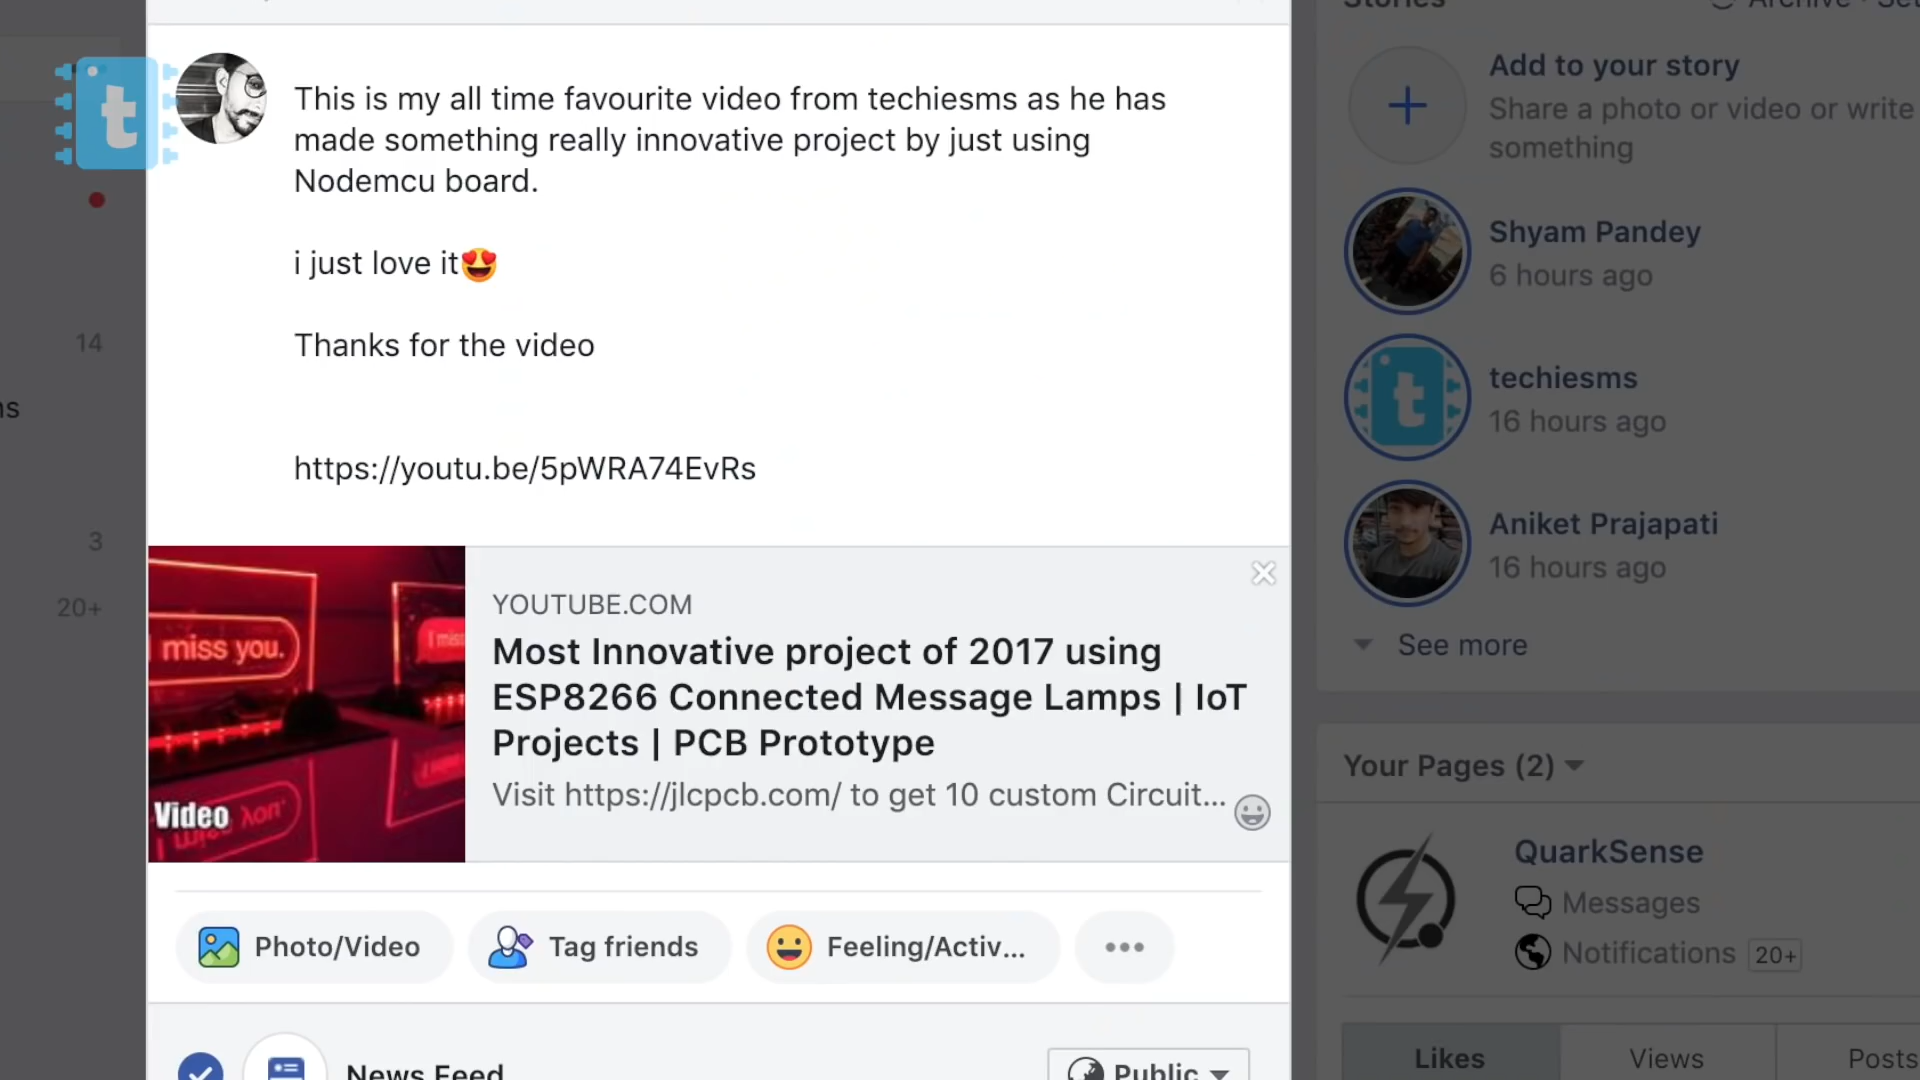 This is my all time favourite video from techiesms as he has
made something really innovative project by just using
Nodemcu board.
i just love it😍
Thanks for the video
https://youtu.be/5pWRA74EvRs
miss you.
Video
YOUTUBE.COM
Most Innovative project of 2017 using
ESP8266 Connected Message Lamps | IoT
Projects | PCB Prototype
Visit https://jlcpcb.com/ to get 10 custom Circuit...
Photo/Video
Tag friends
Feeling/Activ...
News Feed
Public
t
14
3
20+
Stories
Archive
Add to your story
Share a photo or video or write
something
Shyam Pandey
6 hours ago
t
techiesms
16 hours ago
Aniket Prajapati
16 hours ago
See more
Your Pages (2)
QuarkSense
Messages
Notifications 20+
Likes
Views
Posts